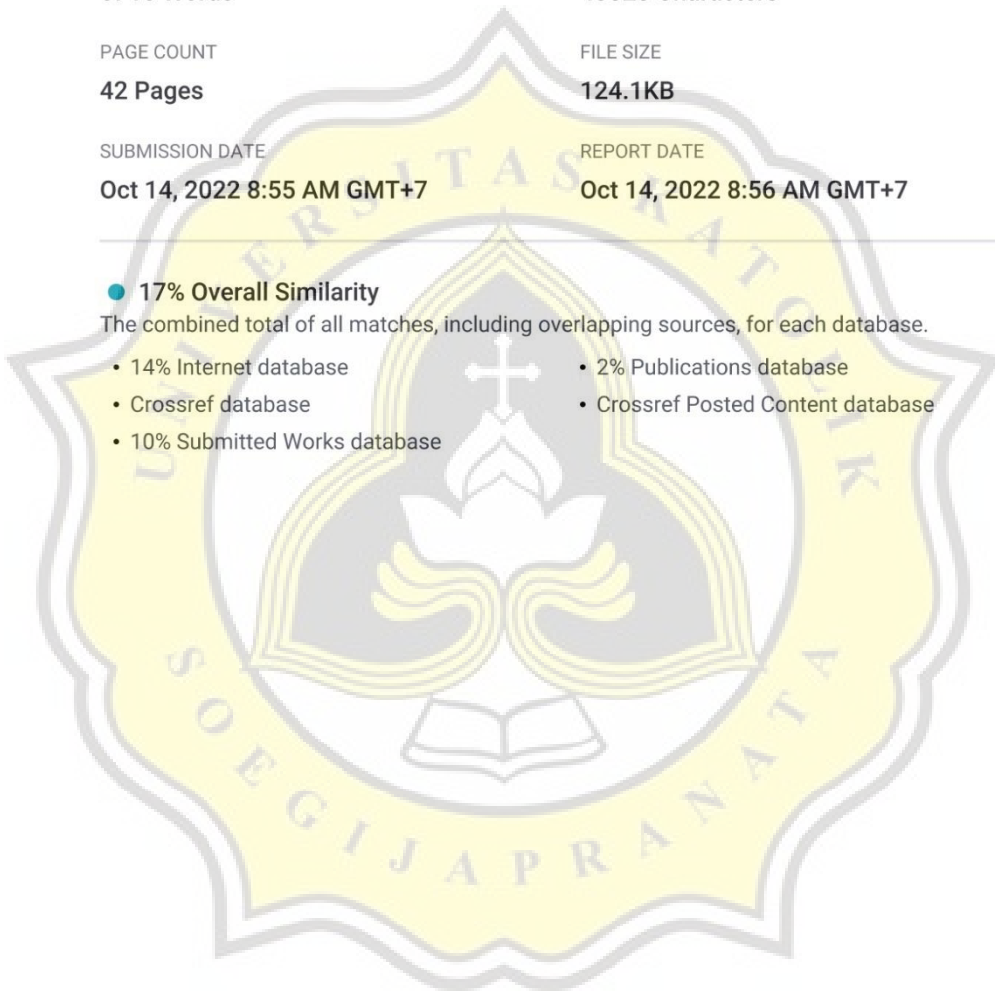 PAGE COUNT
FILE SIZE
42 Pages
124.1KB
SUBMISSION DATE
REPORT DATE
Oct 14, 2022 8:55 AM GMT+7
Oct 14, 2022 8:56 AM GMT+7
17% Overall Similarity
The combined total of all matches, including overlapping sources, for each database.
• 14% Internet database
• 2% Publications database
• Crossref database
• Crossref Posted Content database
• 10% Submitted Works database
UNIVERSITAS KATOLIK
SOEGIJAPRANATA